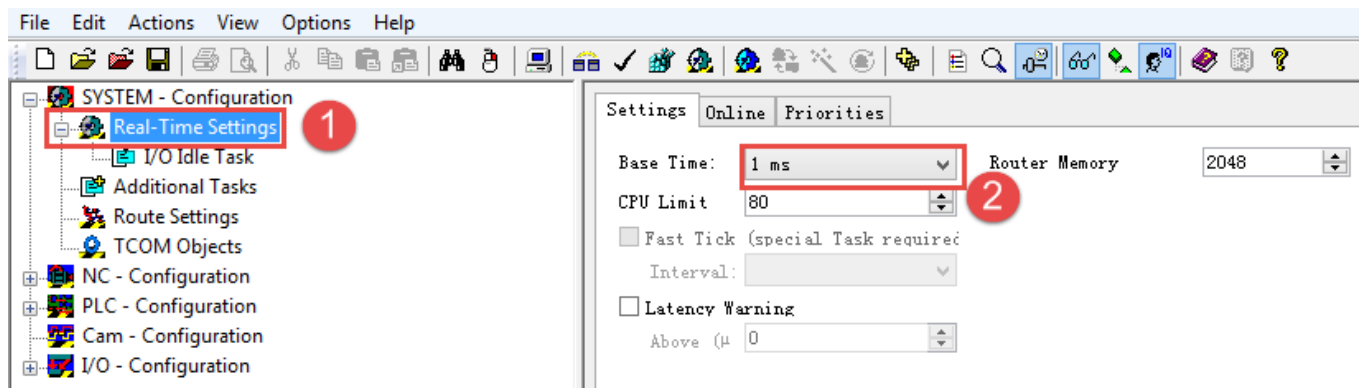 File Edit Actions View Options Help
SYSTEM - Configuration
Real-Time Settings
1
I/O Idle Task
Additional Tasks
Route Settings
TCOM Objects
NC - Configuration
PLC - Configuration
Cam - Configuration
I/O - Configuration
Settings Online Priorities
Base Time: 1 ms Router Memory 2048
2
CPU Limit 80
Fast Tick (special Task required
Interval:
Latency Warning
Above (μ 0